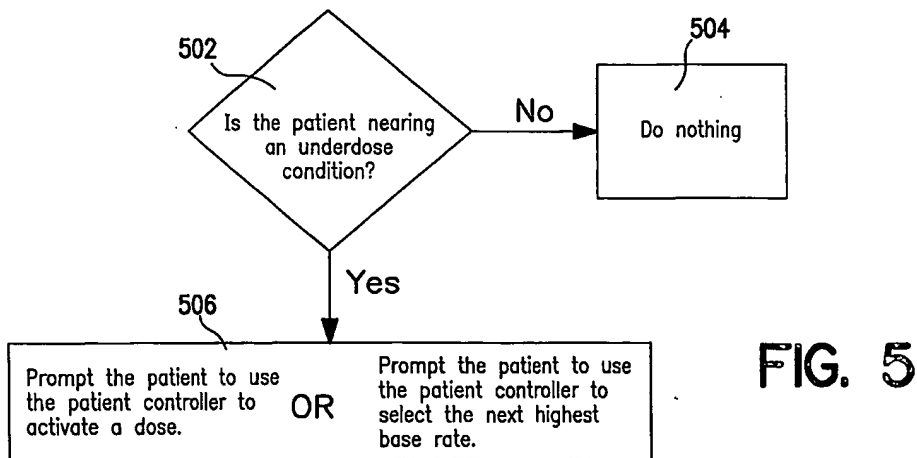 502
504
Is the patient nearing
an underdose
condition?
No
Do nothing
Yes
506
Prompt the patient to use
the patient controller to
activate a dose.
OR
Prompt the patient to use
the patient controller to
select the next highest
base rate.
FIG. 5